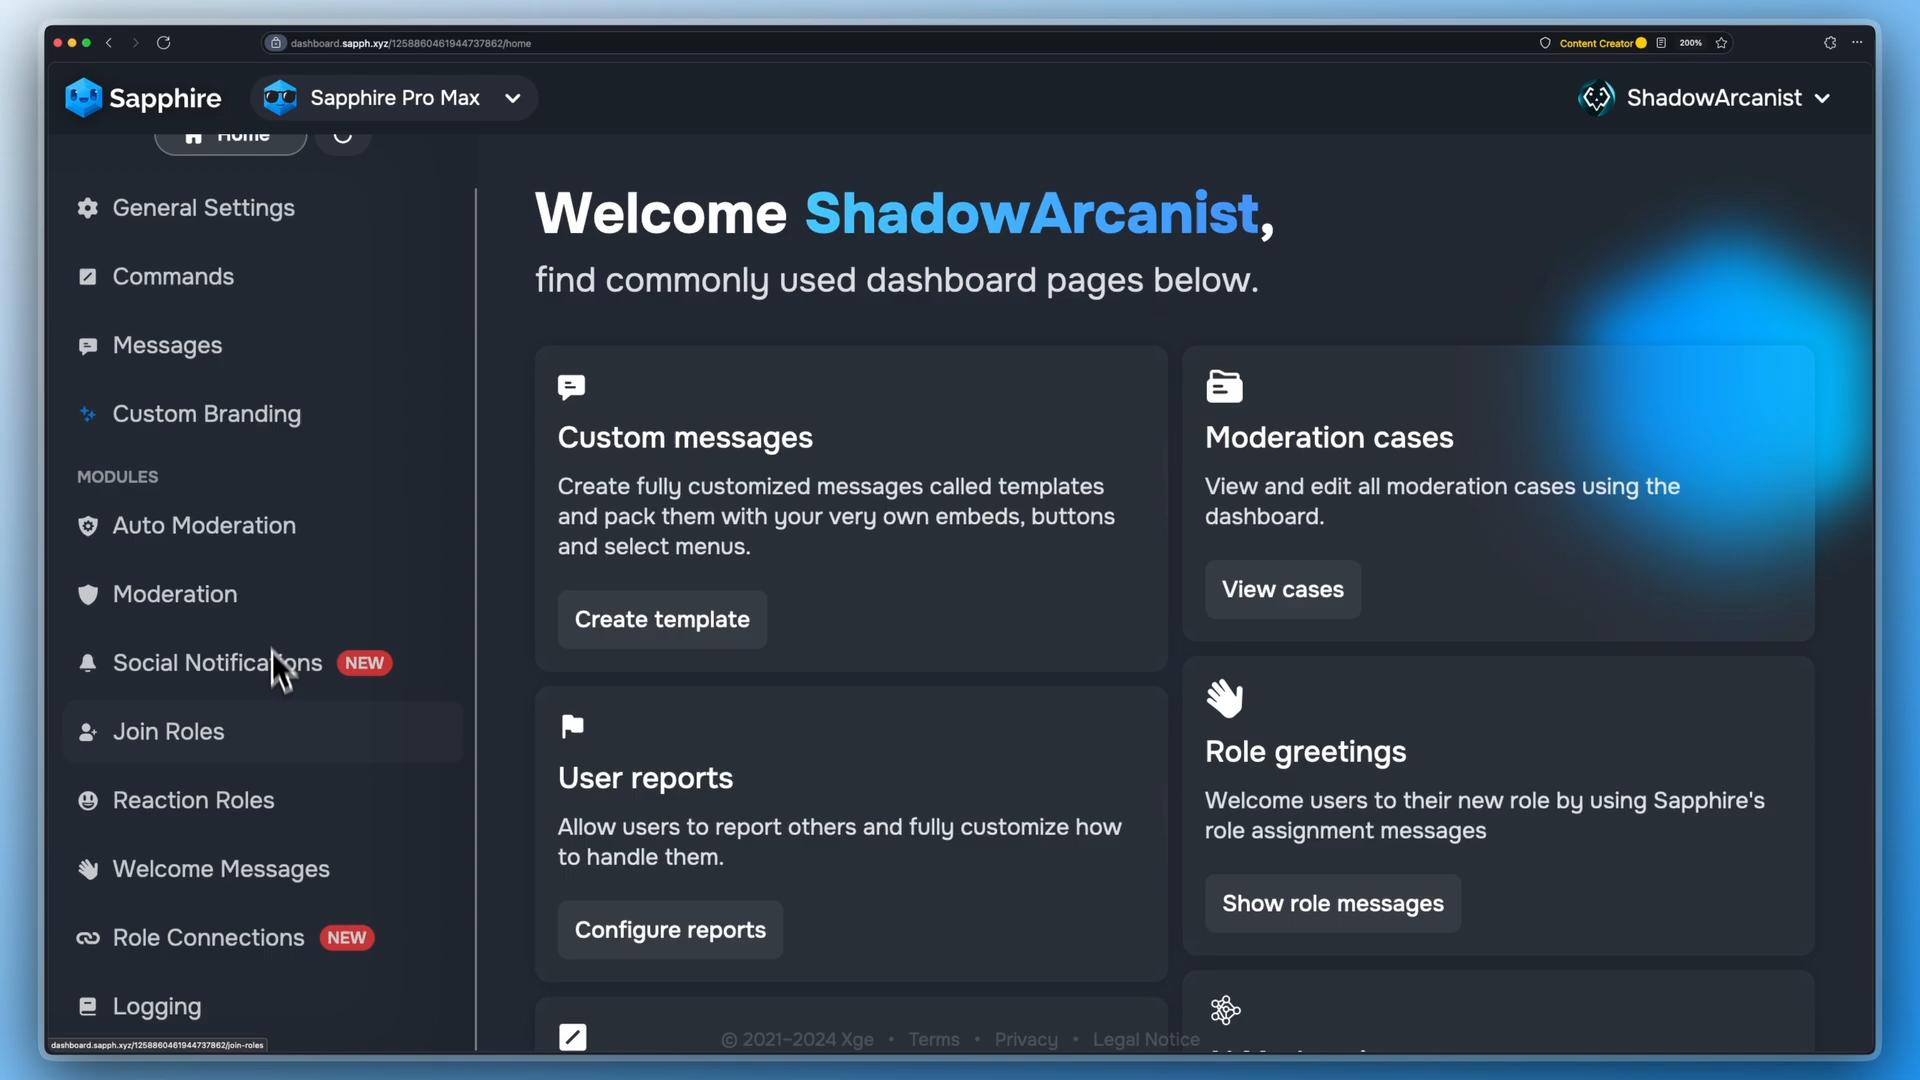 dashboard.sapph.xyz/1258860461944737862/home
Content Creator
200%
Sapphire
Sapphire Pro Max
ShadowArcanist
Home
General Settings
Commands
Messages
Custom Branding
MODULES
Auto Moderation
Moderation
Social Notifications NEW
Join Roles
Reaction Roles
Welcome Messages
Role Connections NEW
Logging
Welcome ShadowArcanist,
find commonly used dashboard pages below.
Custom messages
Create fully customized messages called templates
and pack them with your very own embeds, buttons
and select menus.
Create template
Moderation cases
View and edit all moderation cases using the
dashboard.
View cases
User reports
Allow users to report others and fully customize how
to handle them.
Configure reports
Role greetings
Welcome users to their new role by using Sapphire's
role assignment messages
Show role messages
© 2021–2024 Xge • Terms • Privacy • Legal Notice
dashboard.sapph.xyz/1258860461944737862/join-roles